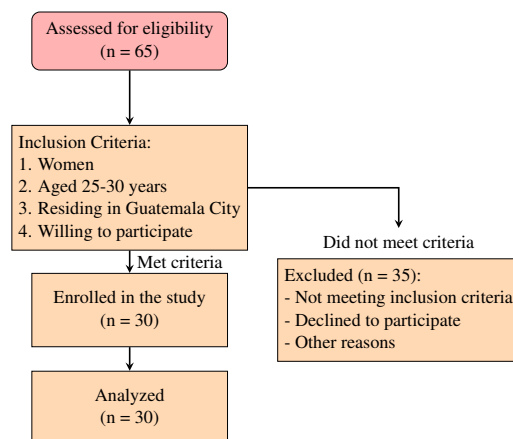 Assessed for eligibility
(n = 65)
Inclusion Criteria:
1. Women
2. Aged 25-30 years
3. Residing in Guatemala City
4. Willing to participate
Did not meet criteria
Met criteria
Excluded (n = 35):
- Not meeting inclusion criteria
- Declined to participate
- Other reasons
Enrolled in the study
(n = 30)
Analyzed
(n = 30)